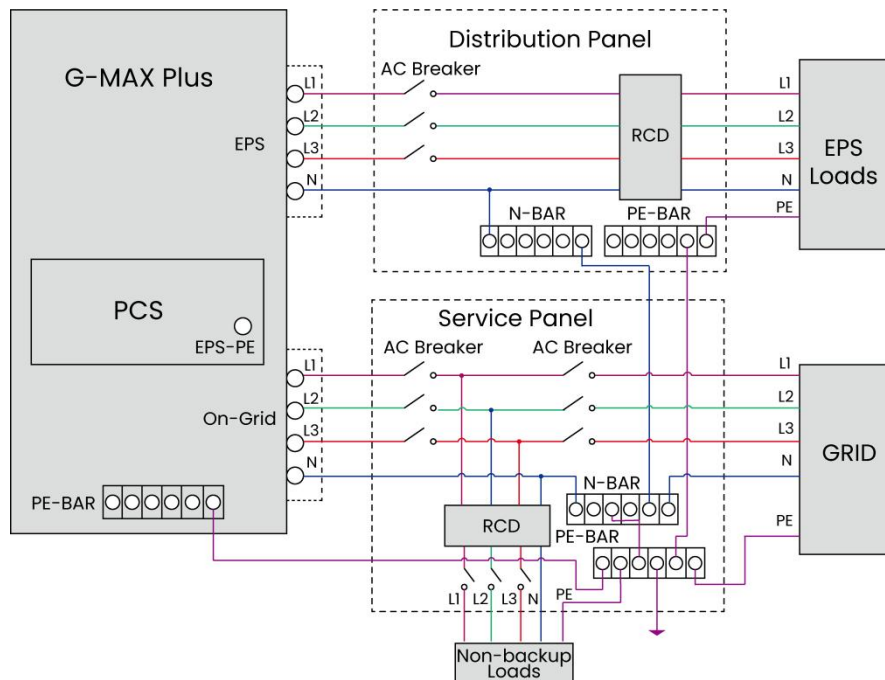 Distribution Panel
G-MAX Plus
AC Breaker
L1
L1
L2
L2
EPS
RCD
EPS
Loads
L3
L3
N
N
N-BAR
PE-BAR
PE
PCS
EPS-PE
Service Panel
AC Breaker
AC Breaker
L1
L1
L2
L2
On-Grid
L3
L3
GRID
N
N
N-BAR
PE-BAR
RCD
PE-BAR
PE
L1
L2
L3
N
PE
Non-backup
Loads